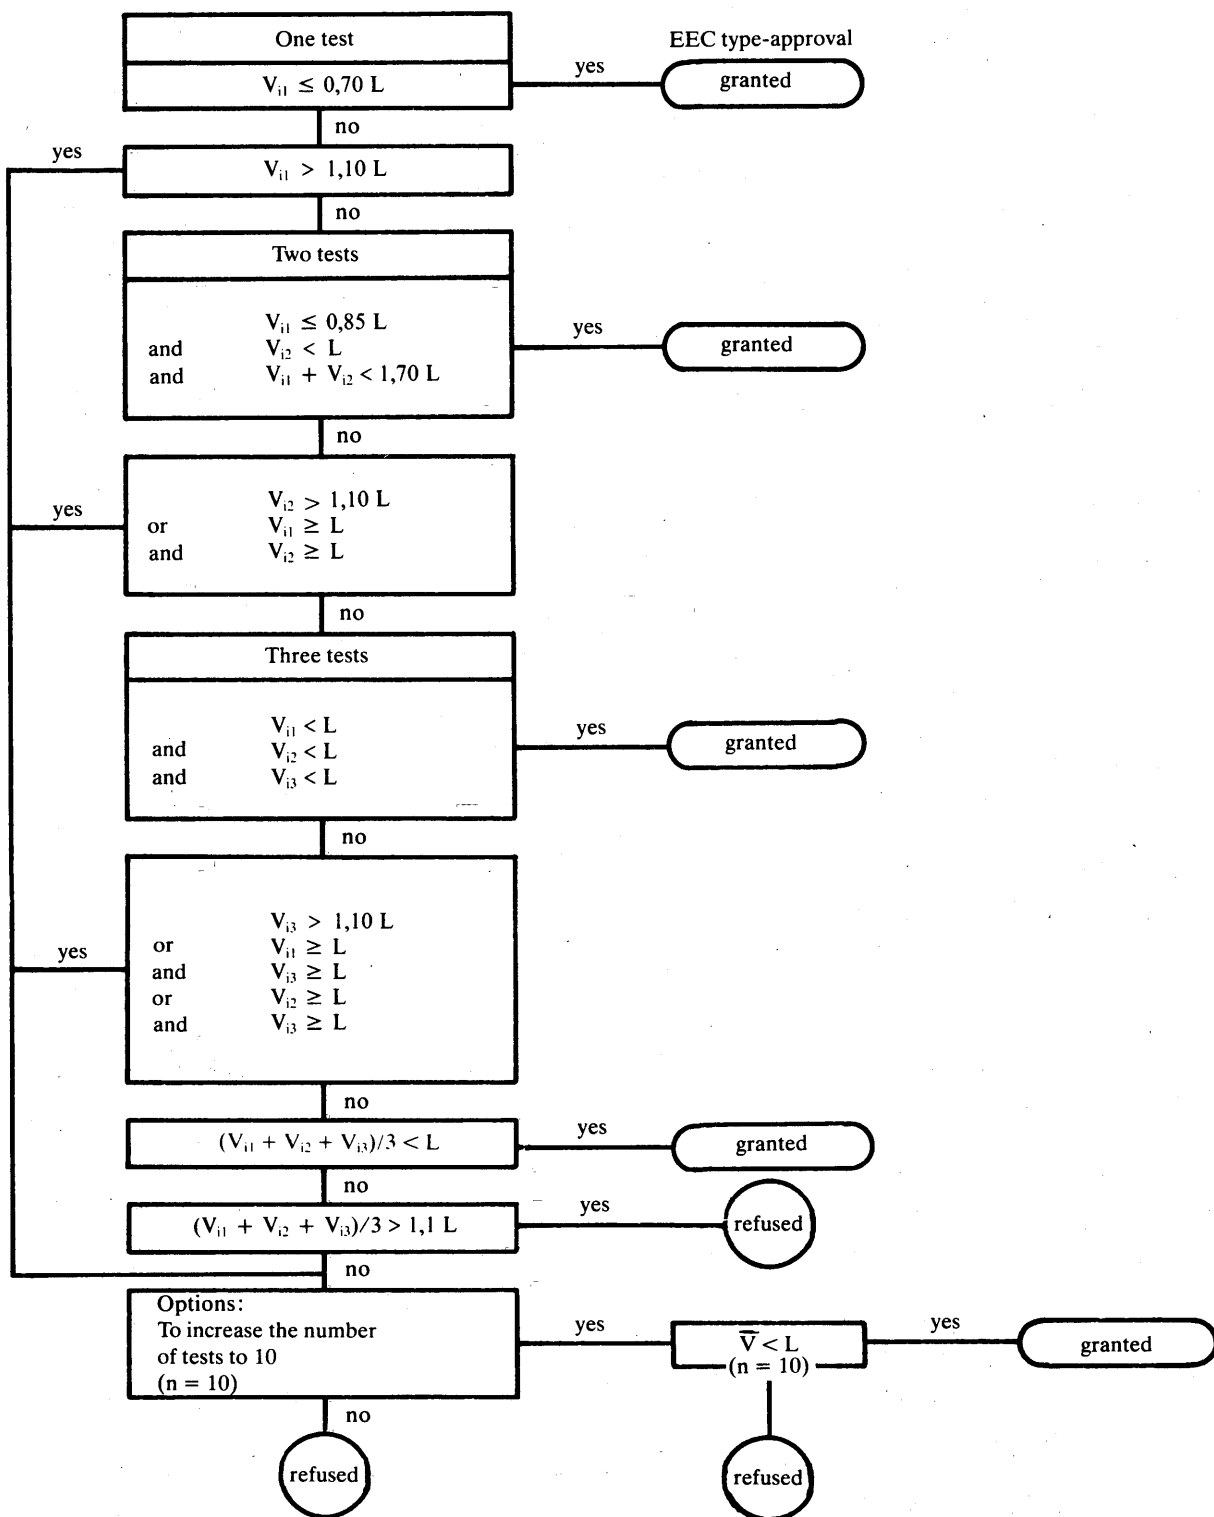 One test
EEC type-approval
V_i1 ≤ 0,70 L
yes
granted
no
yes
V_i1 > 1,10 L
no
Two tests
V_i1 ≤ 0,85 L
and V_i2 < L
and V_i1 + V_i2 < 1,70 L
yes
granted
no
yes
V_i2 > 1,10 L
or V_i1 ≥ L
and V_i2 ≥ L
no
Three tests
V_i1 < L
and V_i2 < L
and V_i3 < L
yes
granted
no
yes
V_i3 > 1,10 L
or V_i1 ≥ L
and V_i3 ≥ L
or V_i2 ≥ L
and V_i3 ≥ L
no
(V_i1 + V_i2 + V_i3)/3 < L
yes
granted
no
(V_i1 + V_i2 + V_i3)/3 > 1,1 L
yes
refused
no
Options:
To increase the number
of tests to 10
(n = 10)
yes
V̅ < L
(n = 10)
yes
granted
no
refused
refused